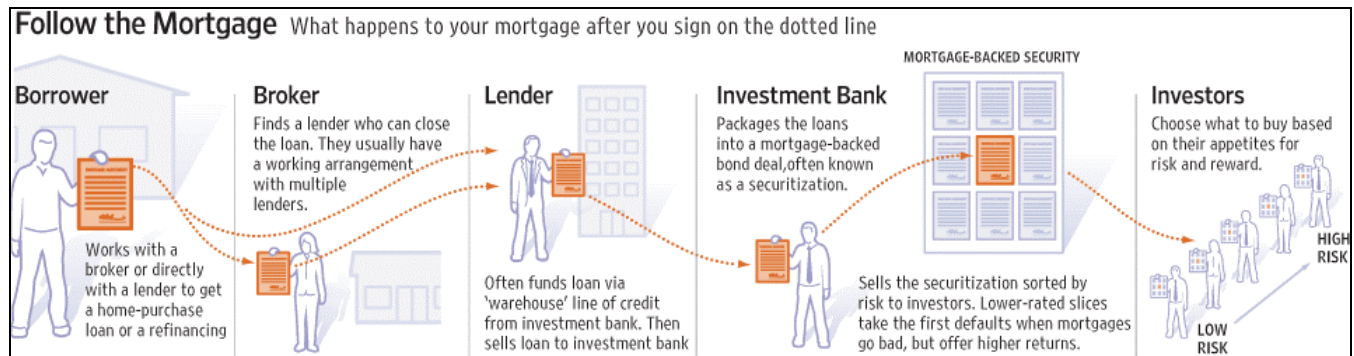 Follow the Mortgage What happens to your mortgage after you sign on the dotted line
Borrower
Works with a
broker or directly
with a lender to get
a home-purchase
loan or a refinancing
Broker
Finds a lender who can close
the loan. They usually have
a working arrangement
with multiple
lenders.
Lender
Often funds loan via
'warehouse' line of credit
from investment bank. Then
sells loan to investment bank
Investment Bank
Packages the loans
into a mortgage-backed
bond deal,often known
as a securitization.
MORTGAGE-BACKED SECURITY
Sells the securitization sorted by
risk to investors. Lower-rated slices
take the first defaults when mortgages
go bad, but offer higher returns.
Investors
Choose what to buy based
on their appetites for
risk and reward.
HIGH
RISK
LOW
RISK